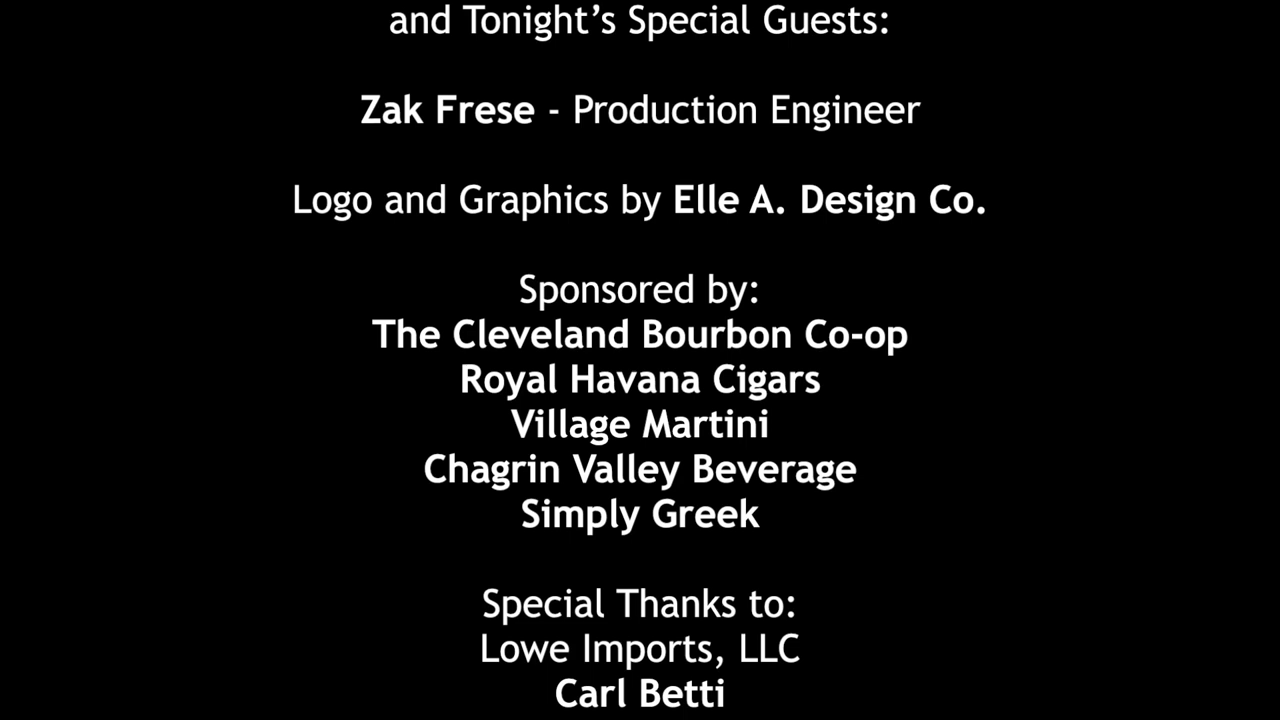 and Tonight’s Special Guests:
Zak Frese - Production Engineer
Logo and Graphics by Elle A. Design Co.
Sponsored by:
The Cleveland Bourbon Co-op
Royal Havana Cigars
Village Martini
Chagrin Valley Beverage
Simply Greek
Special Thanks to:
Lowe Imports, LLC
Carl Betti